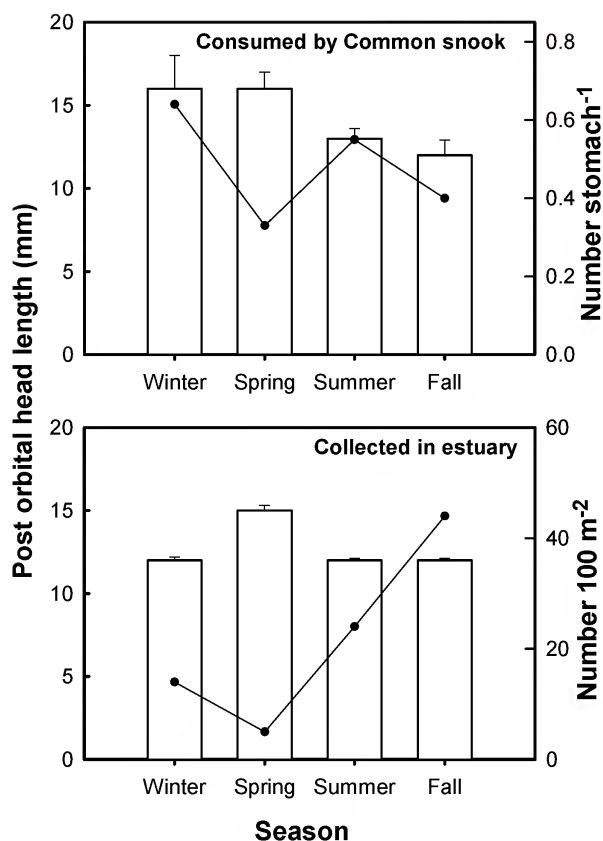 Consumed by Common snook
20
15
10
5
0
0.8
0.6
0.4
0.2
0.0
Winter Spring Summer Fall
Post orbital head length (mm)
Number stomach⁻¹
Collected in estuary
20
15
10
5
0
60
40
20
0
Number 100 m⁻²
Winter Spring Summer Fall
Season